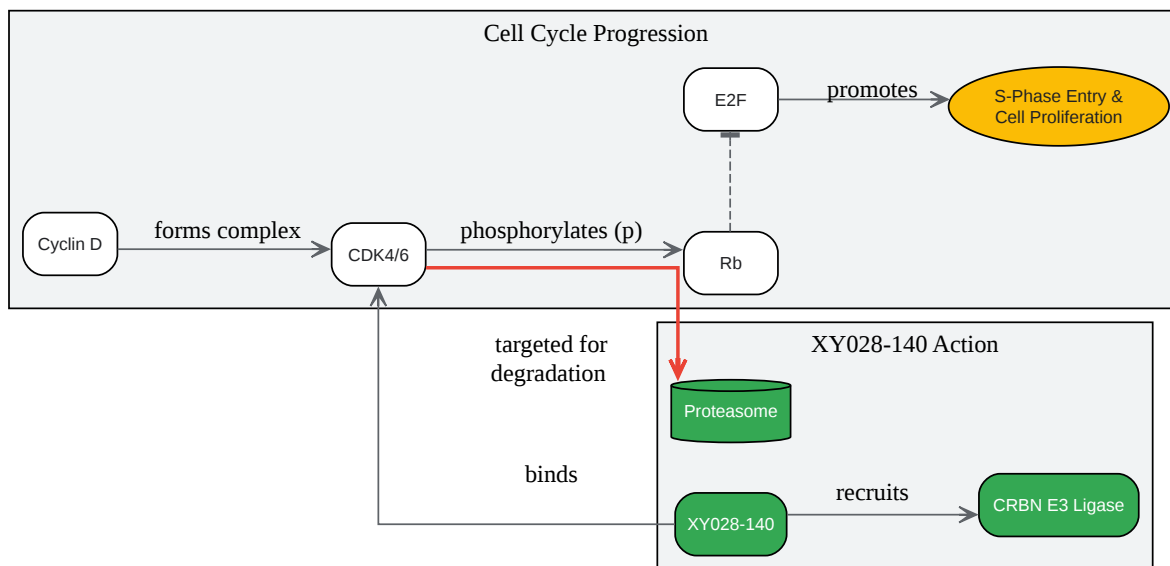 Cell Cycle Progression
E2F
promotes
S-Phase Entry &
Cell Proliferation
Cyclin D
forms complex
CDK4/6
phosphorylates (p)
Rb
targeted for
degradation
XY028-140 Action
Proteasome
binds
XY028-140
recruits
CRBN E3 Ligase